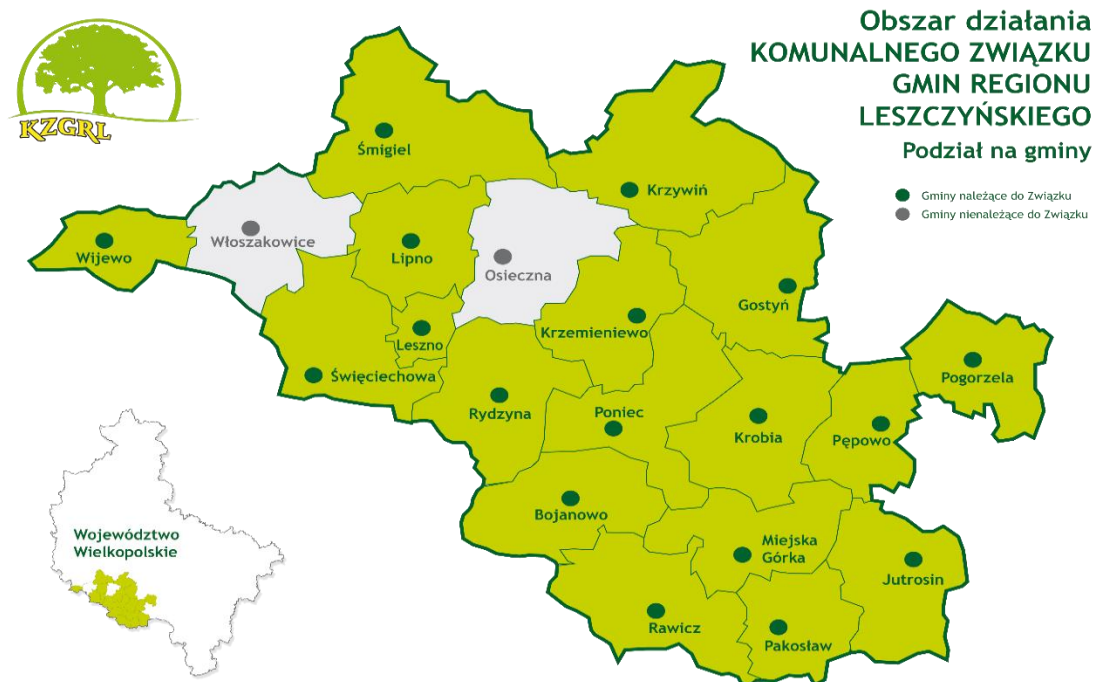 Obszar działania
KOMUNALNEGO ZWIĄZKU
GMIN REGIONU
LESZCZYŃSKIEGO
Podział na gminy
Gminy należące do Związku
Gminy nienależące do Związku
KZGRL
Śmigiel
Krzywiń
Włoszakowice
Wijewo
Lipno
Osieczna
Gostyń
Krzemieniewo
Leszno
Święciechowa
Pogorzela
Rydzyna
Poniec
Krobia
Pępowo
Bojanowo
Miejska
Górka
Jutrosin
Rawicz
Pakosław
Województwo
Wielkopolskie